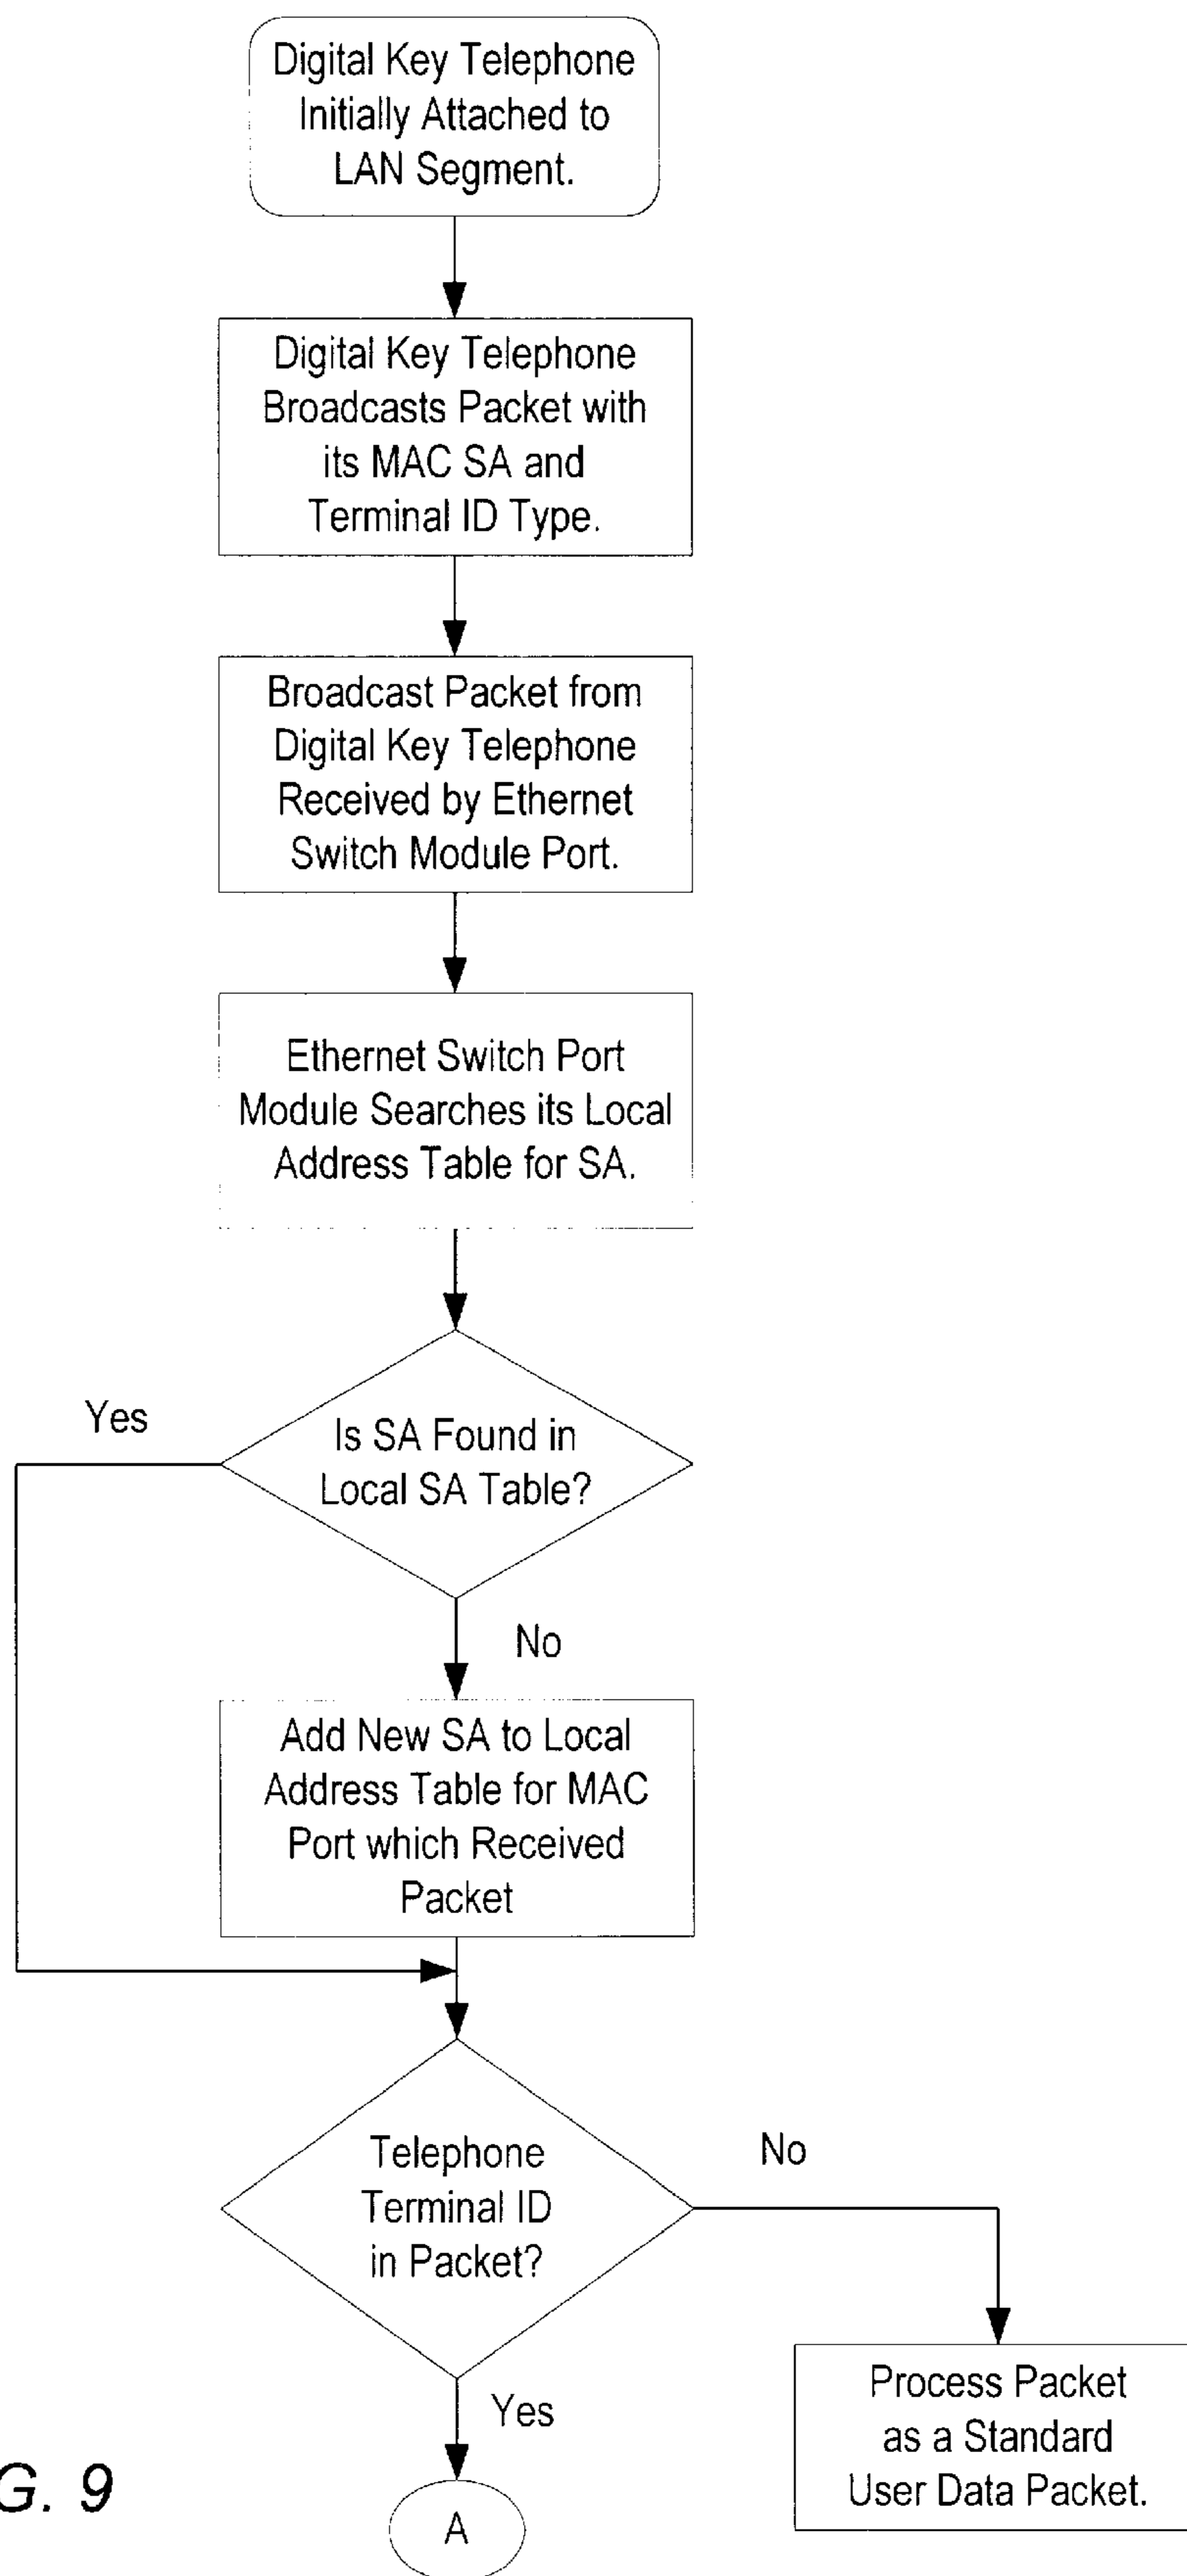 Digital Key Telephone
Initially Attached to
LAN Segment.
Digital Key Telephone
Broadcasts Packet with
its MAC SA and
Terminal ID Type.
Broadcast Packet from
Digital Key Telephone
Received by Ethernet
Switch Module Port.
Ethernet Switch Port
Module Searches its Local
Address Table for SA.
Yes
Is SA Found in
Local SA Table?
No
Add New SA to Local
Address Table for MAC
Port which Received
Packet
Telephone
Terminal ID
in Packet?
No
Yes
Process Packet
as a Standard
User Data Packet.
G. 9
A